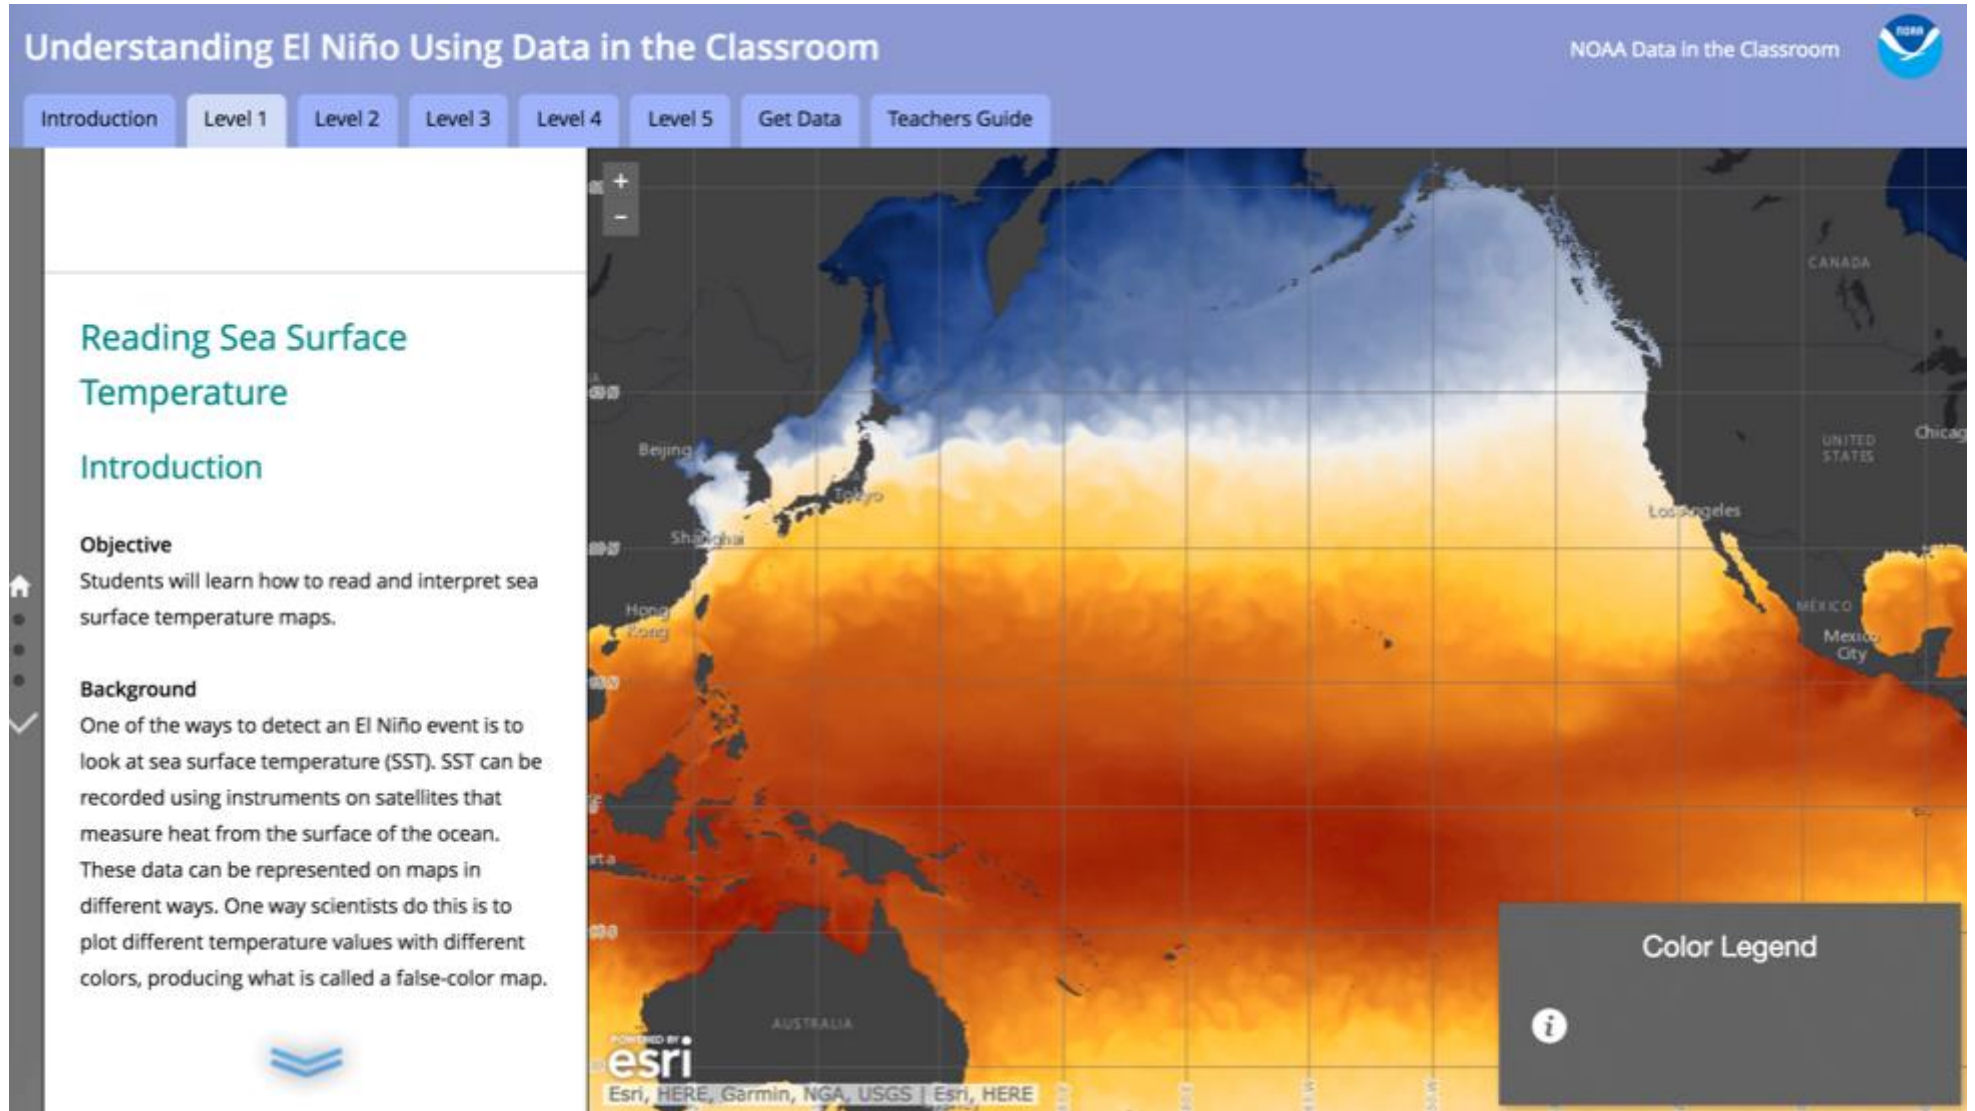 Understanding El Niño Using Data in the Classroom
NOAA Data in the Classroom
NOAA
Introduction
Level 1
Level 2
Level 3
Level 4
Level 5
Get Data
Teachers Guide
Reading Sea Surface
Temperature
Introduction
Objective
Students will learn how to read and interpret sea
surface temperature maps.
Background
One of the ways to detect an El Niño event is to
look at sea surface temperature (SST). SST can be
recorded using instruments on satellites that
measure heat from the surface of the ocean.
These data can be represented on maps in
different ways. One way scientists do this is to
plot different temperature values with different
colors, producing what is called a false-color map.
+
−
CANADA
Beijing
Chicag
UNITED
STATES
Tokyo
Los Angeles
Shanghai
Hong
Kong
MÉXICO
Mexico
City
AUSTRALIA
Color Legend
i
POWERED BY
esri
Esri, HERE, Garmin, NGA, USGS | Esri, HERE